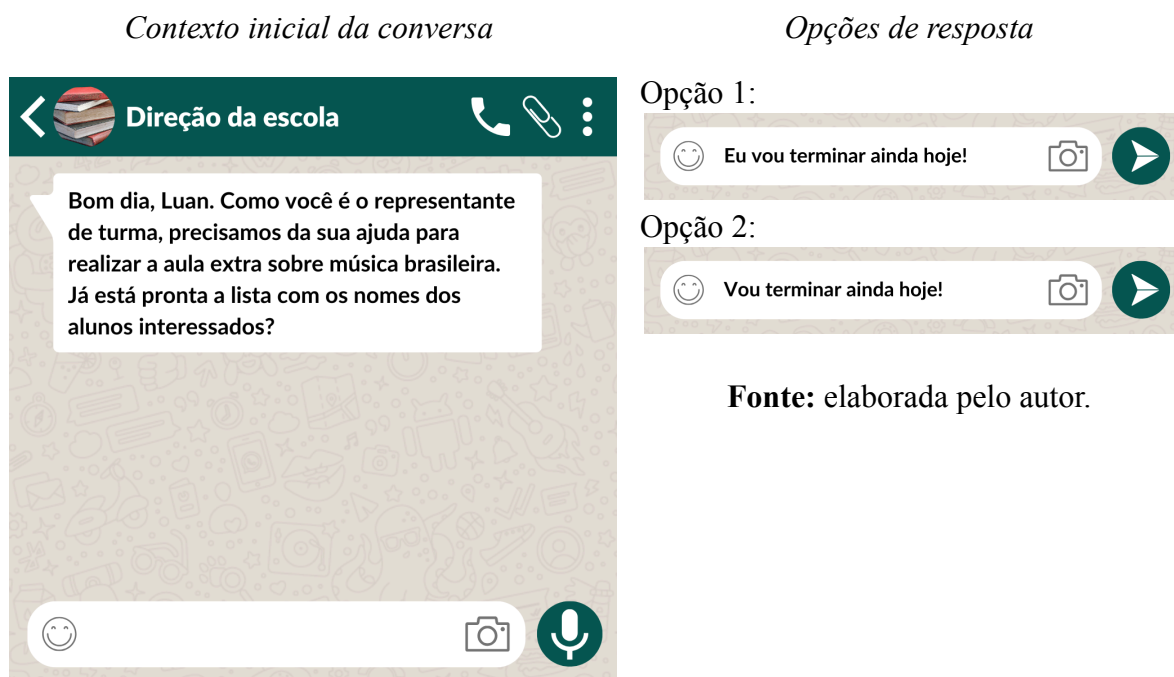 Contexto inicial da conversa
Direção da escola
Bom dia, Luan. Como você é o representante
de turma, precisamos da sua ajuda para
realizar a aula extra sobre música brasileira.
Já está pronta a lista com os nomes dos
alunos interessados?
Opções de resposta
Opção 1:
Eu vou terminar ainda hoje!
Opção 2:
Vou terminar ainda hoje!
Fonte: elaborada pelo autor.